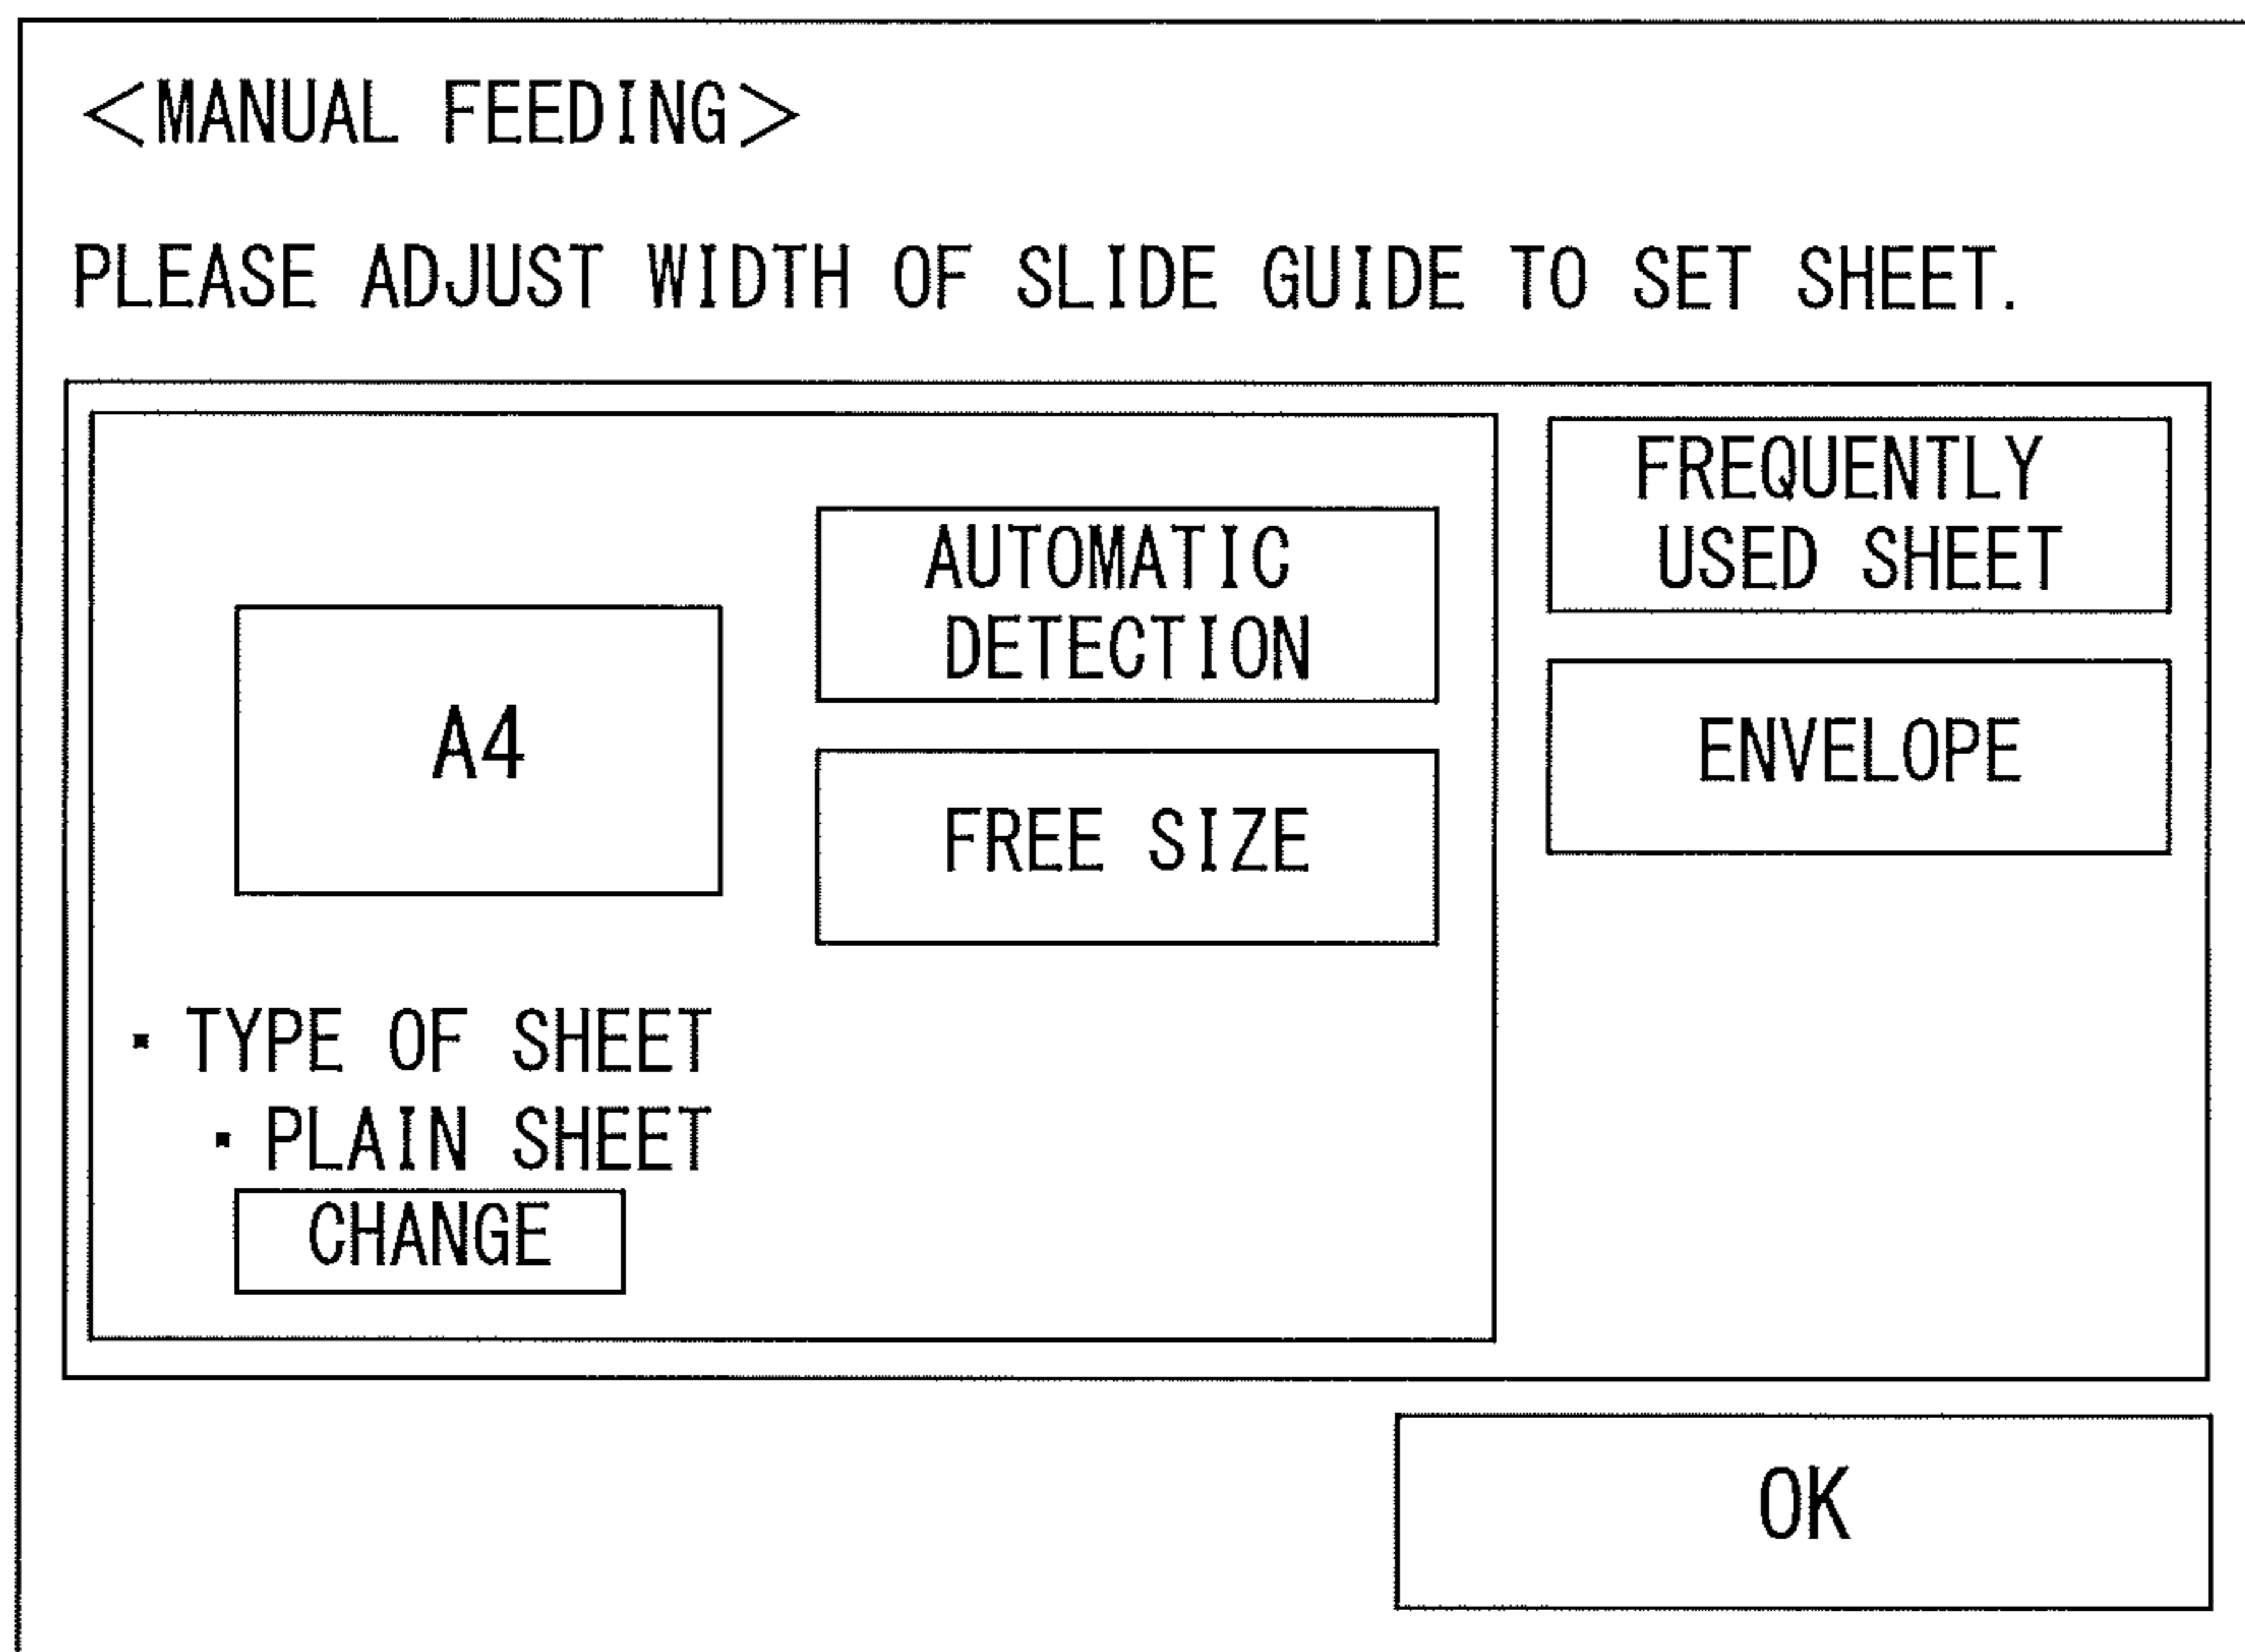 <MANUAL FEEDING>
PLEASE ADJUST WIDTH OF SLIDE GUIDE TO SET SHEET.
A4
AUTOMATIC
DETECTION
FREE SIZE
FREQUENTLY
USED SHEET
ENVELOPE
・TYPE OF SHEET
・PLAIN SHEET
CHANGE
OK